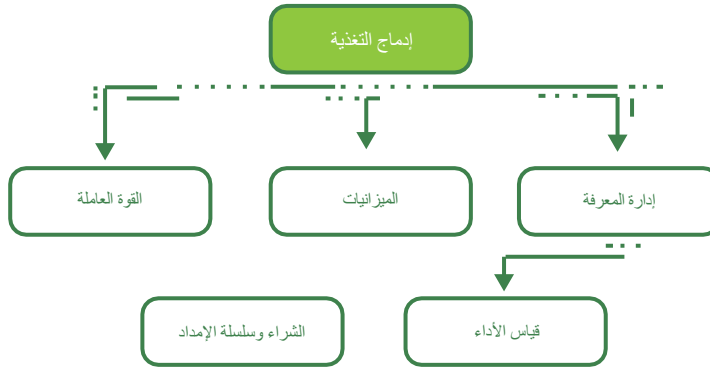 إدماج التغذية
إدارة المعرفة
الميزانيات
القوة العاملة
قياس الأداء
الشراء وسلسلة الإمداد